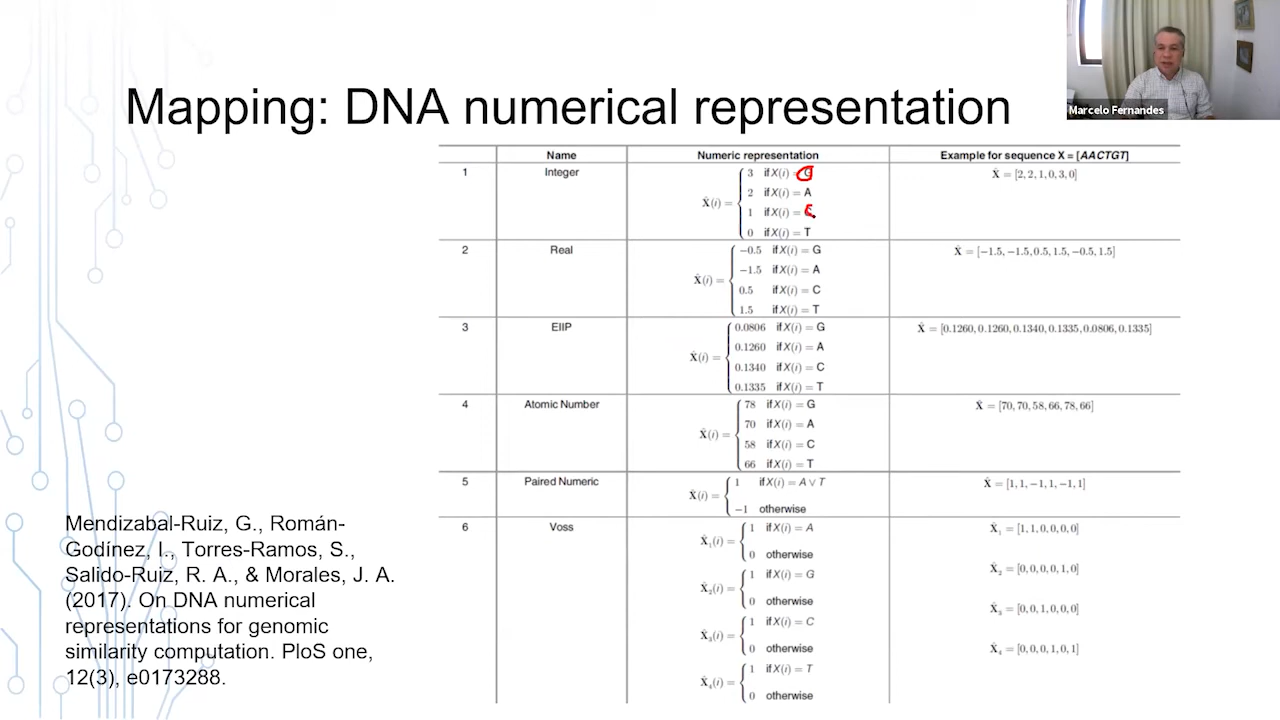 Marcelo Fernandes
Mapping: DNA numerical representation
Name Numeric representation Example for sequence X = [AACTGT]
1 Integer X̂(i) = { 3 if X(i) = G X̂ = [2, 2, 1, 0, 3, 0]
2 if X(i) = A
1 if X(i) = C
0 if X(i) = T
2 Real X̂(i) = { −0.5 if X(i) = G X̂ = [−1.5, −1.5, 0.5, 1.5, −0.5, 1.5]
−1.5 if X(i) = A
0.5 if X(i) = C
1.5 if X(i) = T
3 EIIP X̂(i) = { 0.0806 if X(i) = G X̂ = [0.1260, 0.1260, 0.1340, 0.1335, 0.0806, 0.1335]
0.1260 if X(i) = A
0.1340 if X(i) = C
0.1335 if X(i) = T
4 Atomic Number X̂(i) = { 78 if X(i) = G X̂ = [70, 70, 58, 66, 78, 66]
70 if X(i) = A
58 if X(i) = C
66 if X(i) = T
5 Paired Numeric X̂(i) = { 1 if X(i) = A ∨ T X̂ = [1, 1, −1, 1, −1, 1]
−1 otherwise
6 Voss X̂₁(i) = { 1 if X(i) = A X̂₁ = [1, 1, 0, 0, 0, 0]
0 otherwise
X̂₂(i) = { 1 if X(i) = G X̂₂ = [0, 0, 0, 0, 1, 0]
0 otherwise
X̂₃(i) = { 1 if X(i) = C X̂₃ = [0, 0, 1, 0, 0, 0]
0 otherwise
X̂₄(i) = { 1 if X(i) = T X̂₄ = [0, 0, 0, 1, 0, 1]
0 otherwise
Mendizabal-Ruiz, G., Román-
Godínez, I., Torres-Ramos, S.,
Salido-Ruiz, R. A., & Morales, J. A.
(2017). On DNA numerical
representations for genomic
similarity computation. PloS one,
12(3), e0173288.